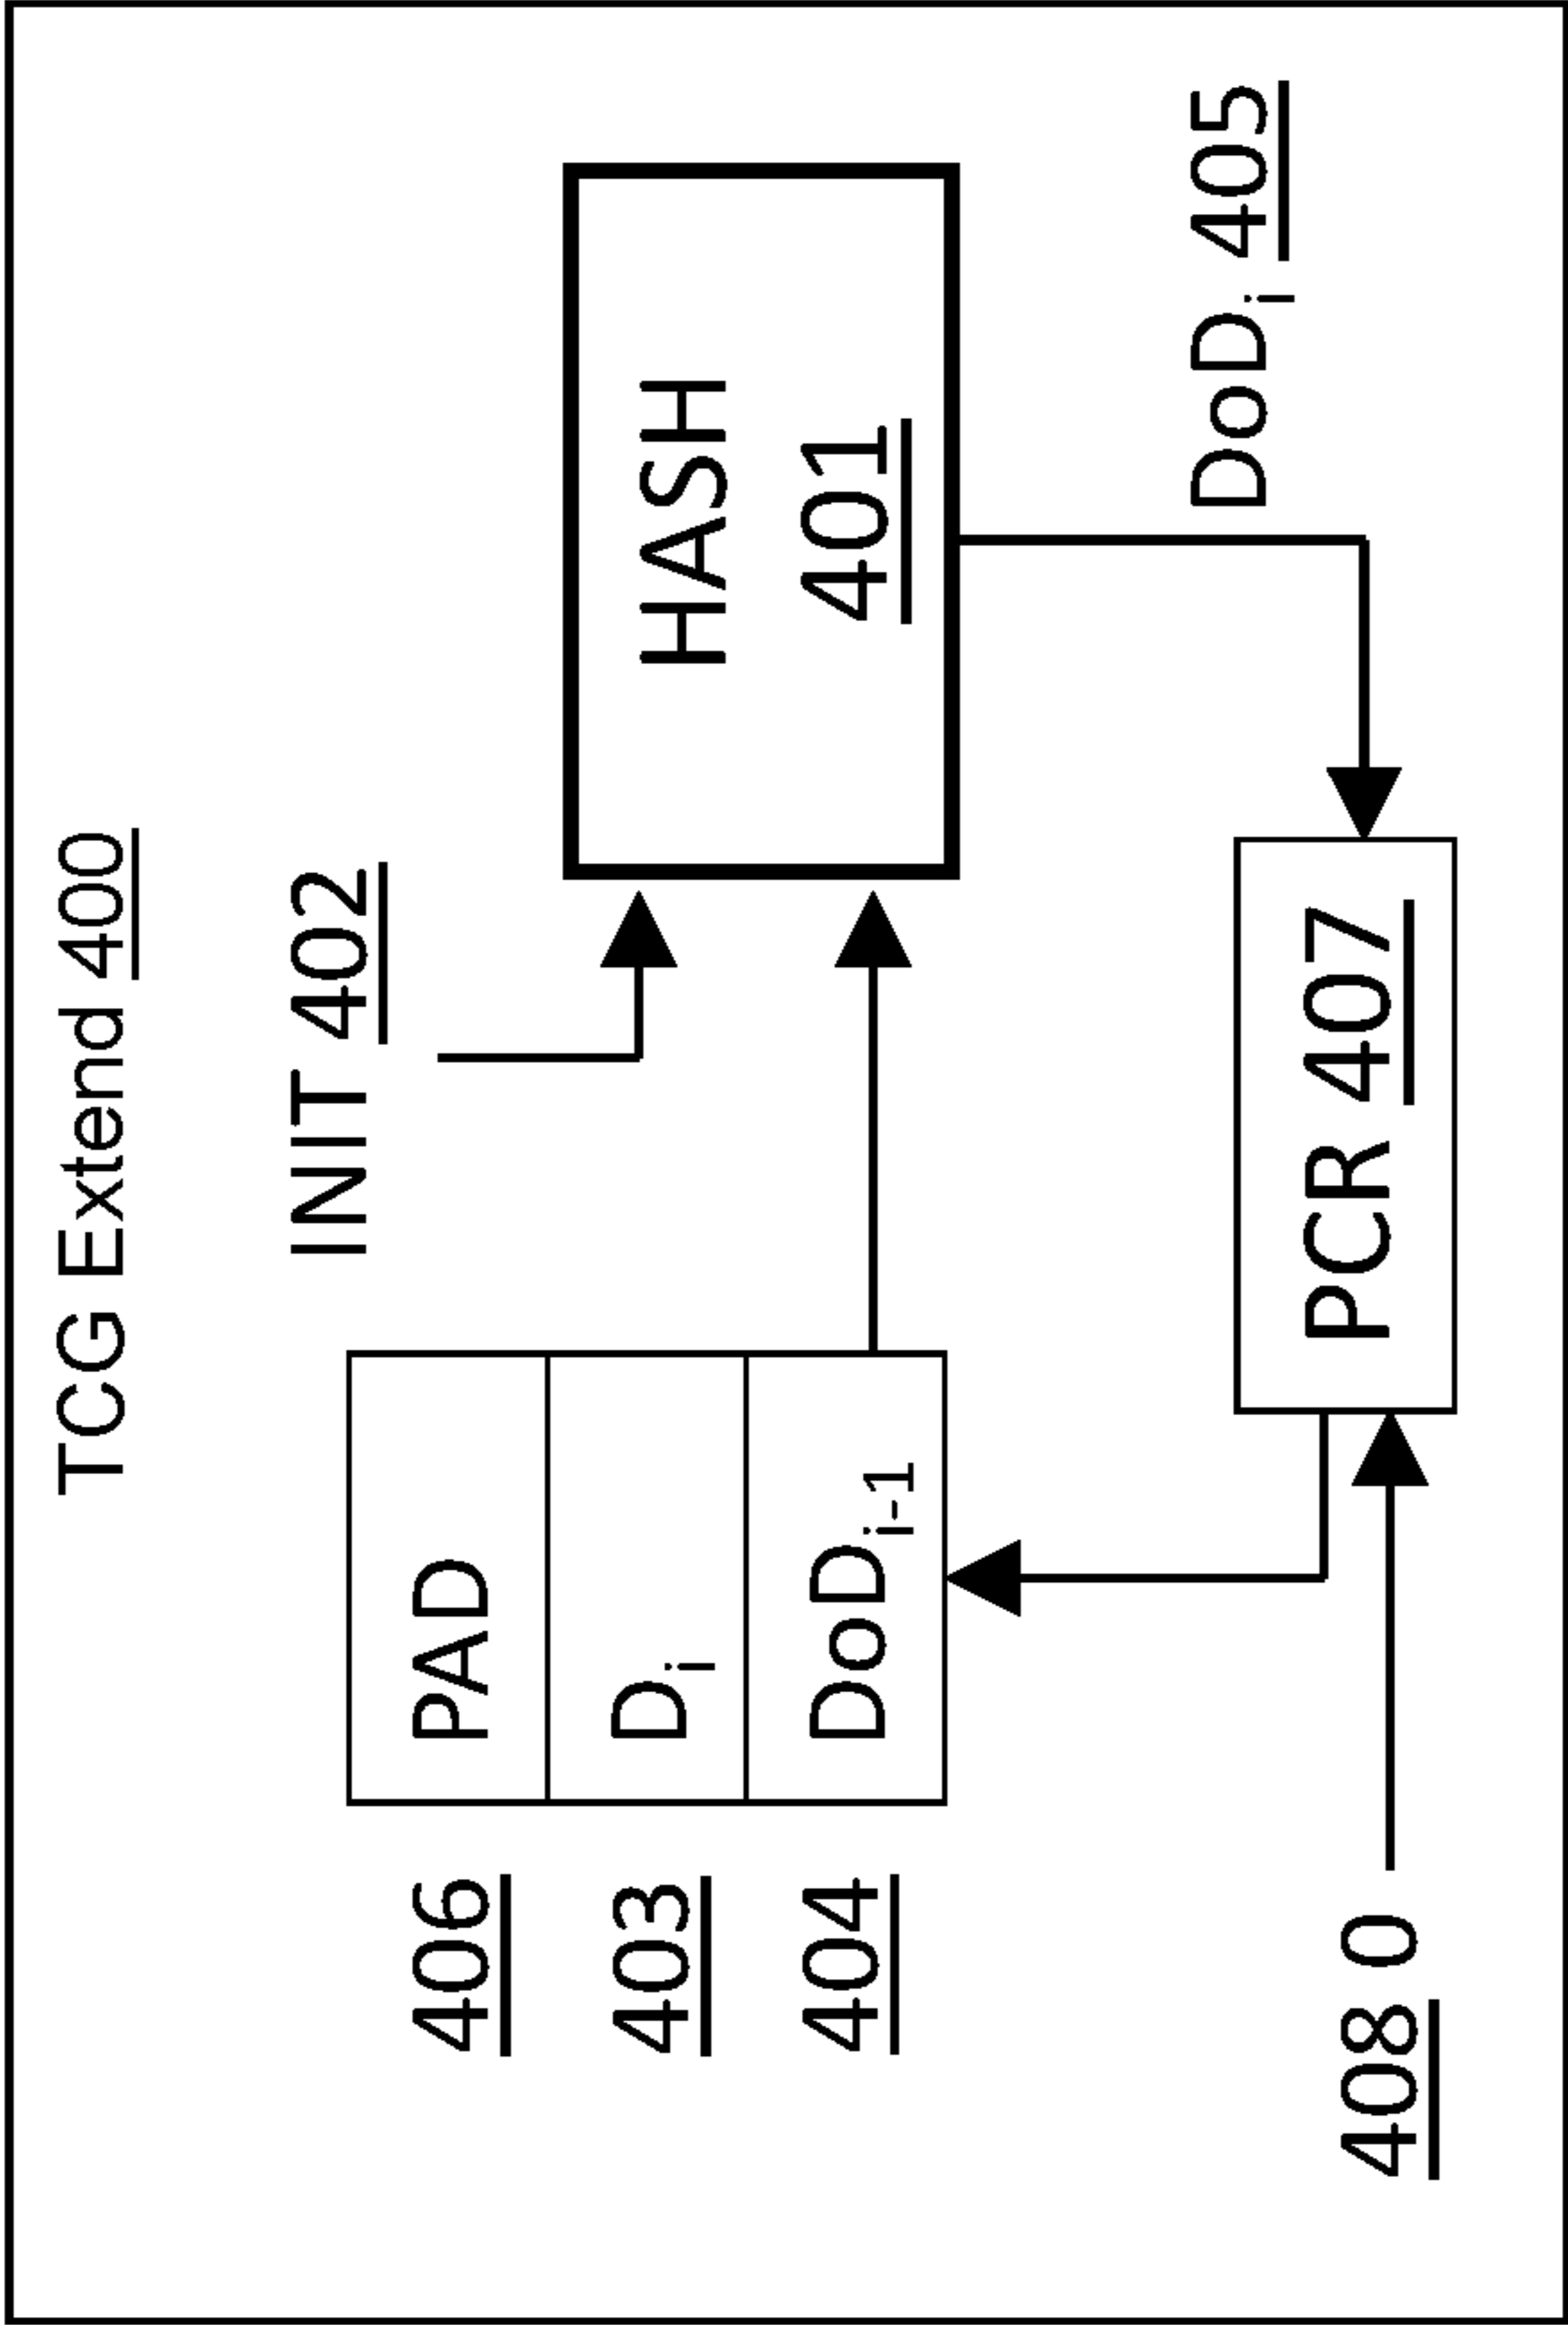 TCG Extend 400
INIT 402
406 PAD
403 Di
404 DoDi-1
HASH
401
DoDi 405
PCR 407
408 0